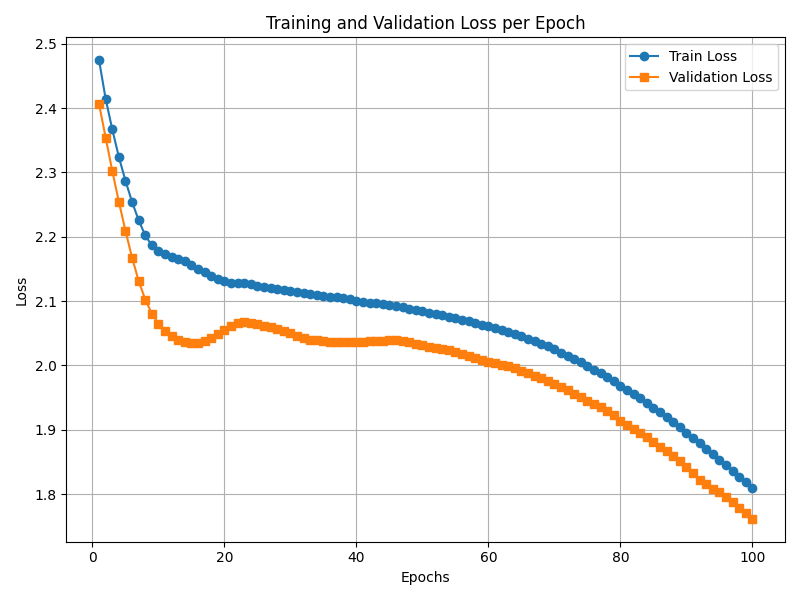 Training and Validation Loss per Epoch
Train Loss
Validation Loss
2.5
2.4
2.3
2.2
2.1
2.0
1.9
1.8
Loss
0 20 40 60 80 100
Epochs